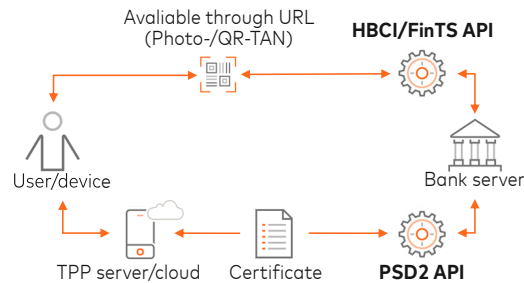 Avaliable through URL
(Photo-/QR-TAN)
HBCI/FinTS API
User/device
Bank server
TPP server/cloud
Certificate
PSD2 API